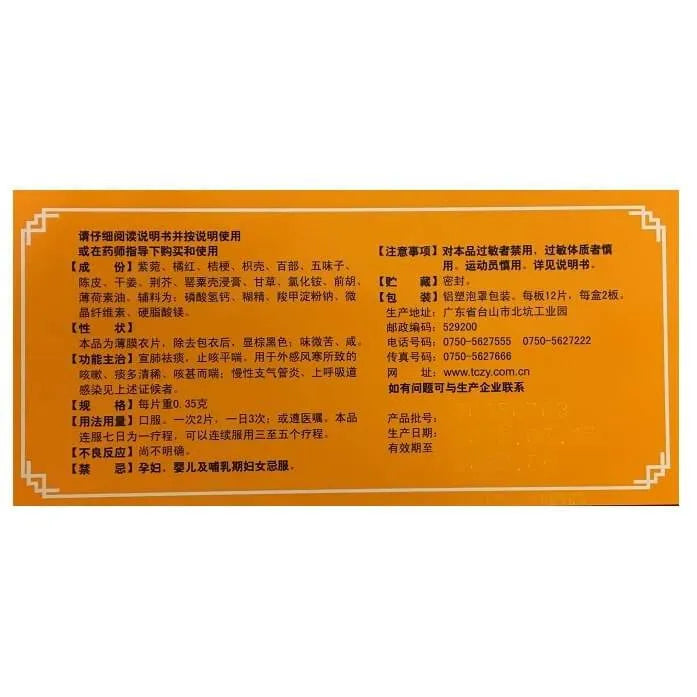 请仔细阅读说明书并按说明使用
或在药师指导下购买和使用
【成　份】紫菀、橘红、桔梗、枳壳、百部、五味子、
陈皮、干姜、荆芥、罂粟壳浸膏、甘草、氯化铵、前胡、
薄荷素油、辅料为：磷酸氢钙、糊精、羧甲淀粉钠、微
晶纤维素、硬脂酸镁。
【性　状】
本品为薄膜衣片，除去包衣后，显棕黑色；味微苦、咸。
【功能主治】宣肺祛痰，止咳平喘。用于外感风寒所致的
咳嗽、痰多清稀、咳甚而喘；慢性支气管炎、上呼吸道
感染见上述证候者。
【规　格】每片重0.35克
【用法用量】口服。一次2片，一日3次；或遵医嘱。本品
连服七日为一疗程，可以连续服用三至五个疗程。
【不良反应】尚不明确。
【禁　忌】孕妇、婴儿及哺乳期妇女忌服。
【注意事项】对本品过敏者禁用，过敏体质者慎
用。运动员慎用。详见说明书。
【贮　藏】密封。
【包　装】铝塑泡罩包装、每板12片，每盒2板。
生产地址：广东省台山市北坑工业园
邮政编码：529200
电话号码：0750-5627555 0750-5627222
传真号码：0750-5627666
网　址：www.tczy.com.cn
如有问题可与生产企业联系
产品批号：
生产日期：
有效期至